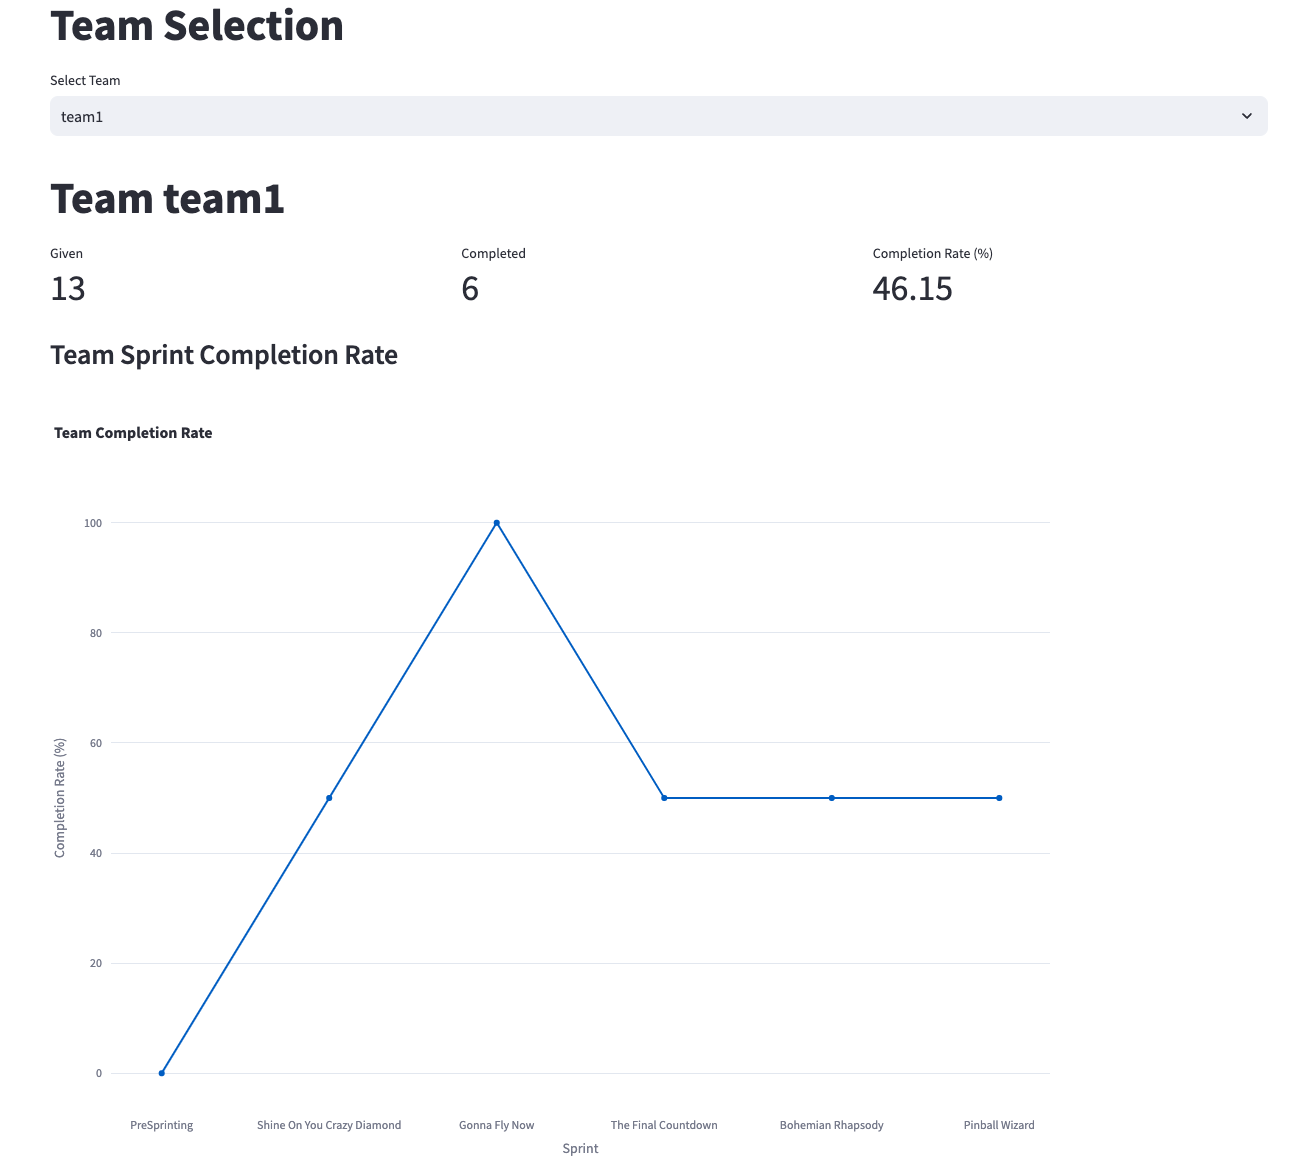 Team Selection
Select Team
team1
Team team1
Given
Completed
Completion Rate (%)
13
6
46.15
Team Sprint Completion Rate
Team Completion Rate
100
80
60
40
20
0
Completion Rate (%)
PreSprinting
Shine On You Crazy Diamond
Gonna Fly Now
The Final Countdown
Bohemian Rhapsody
Pinball Wizard
Sprint